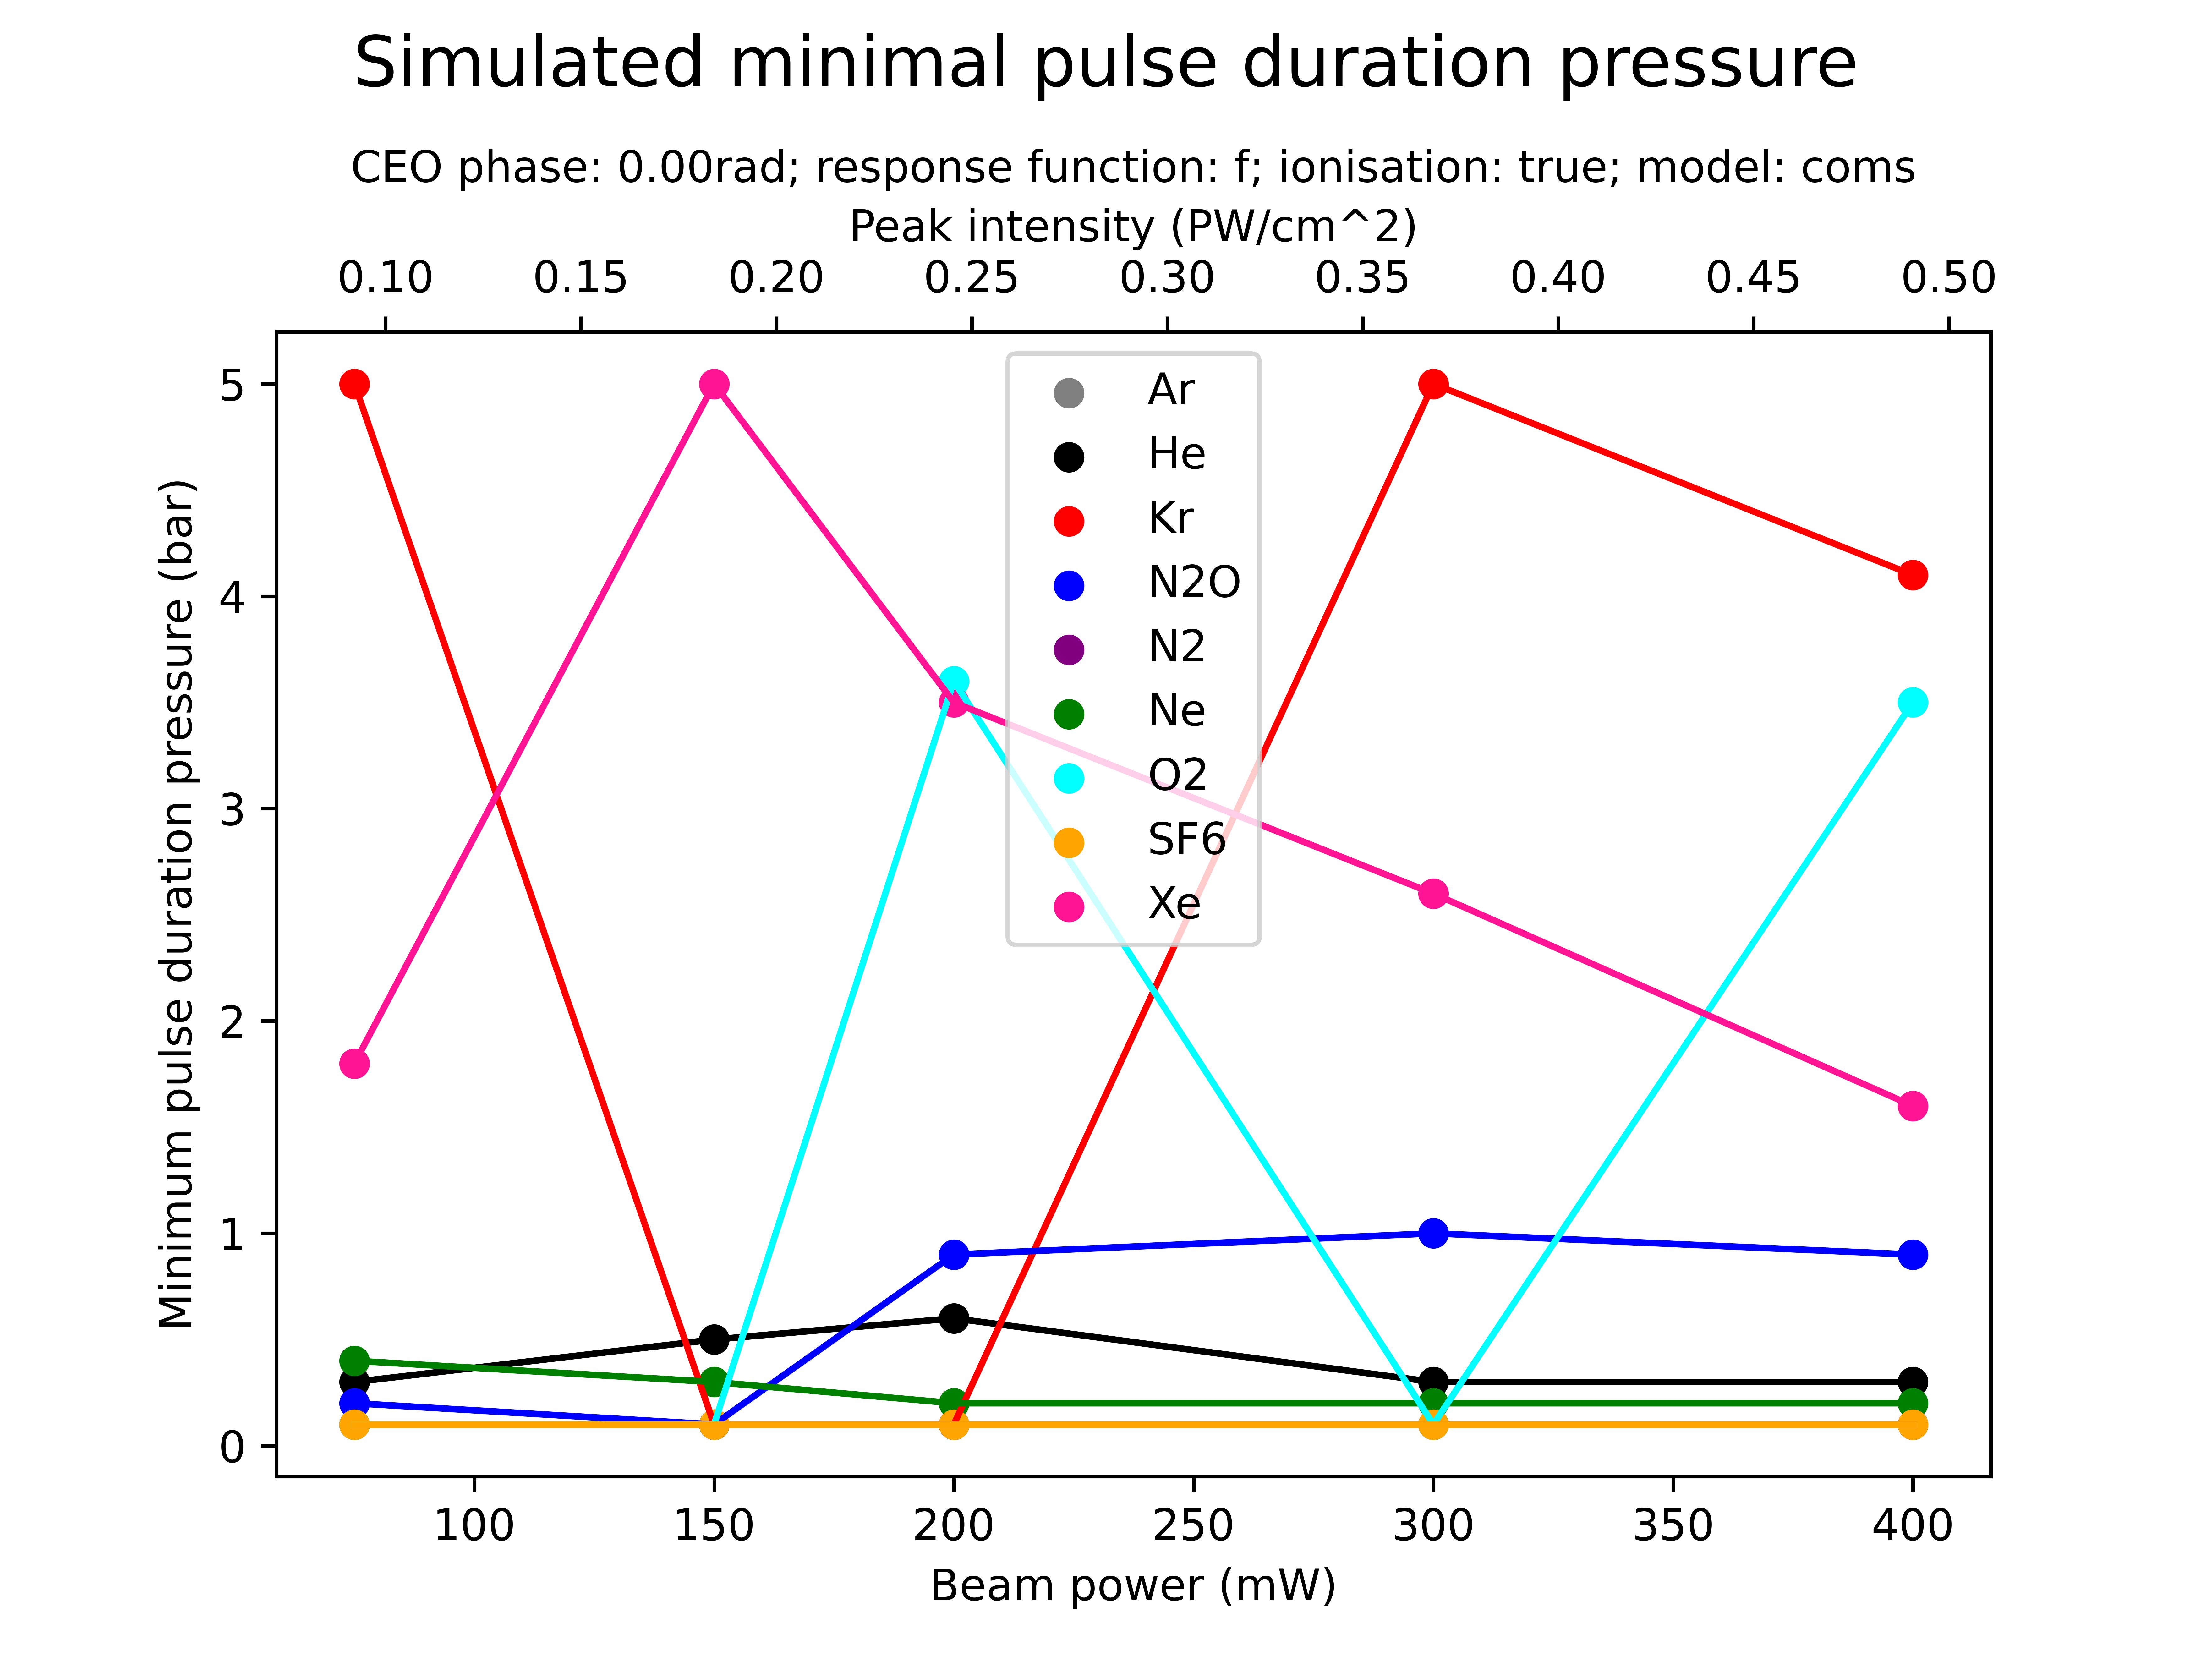 Simulated minimal pulse duration pressure
CEO phase: 0.00rad; response function: f; ionisation: true; model: coms
Peak intensity (PW/cm^2)
0.10 0.15 0.20 0.25 0.30 0.35 0.40 0.45 0.50
Minimum pulse duration pressure (bar)
5
4
3
2
1
0
Ar
He
Kr
N2O
N2
Ne
O2
SF6
Xe
100 150 200 250 300 350 400
Beam power (mW)